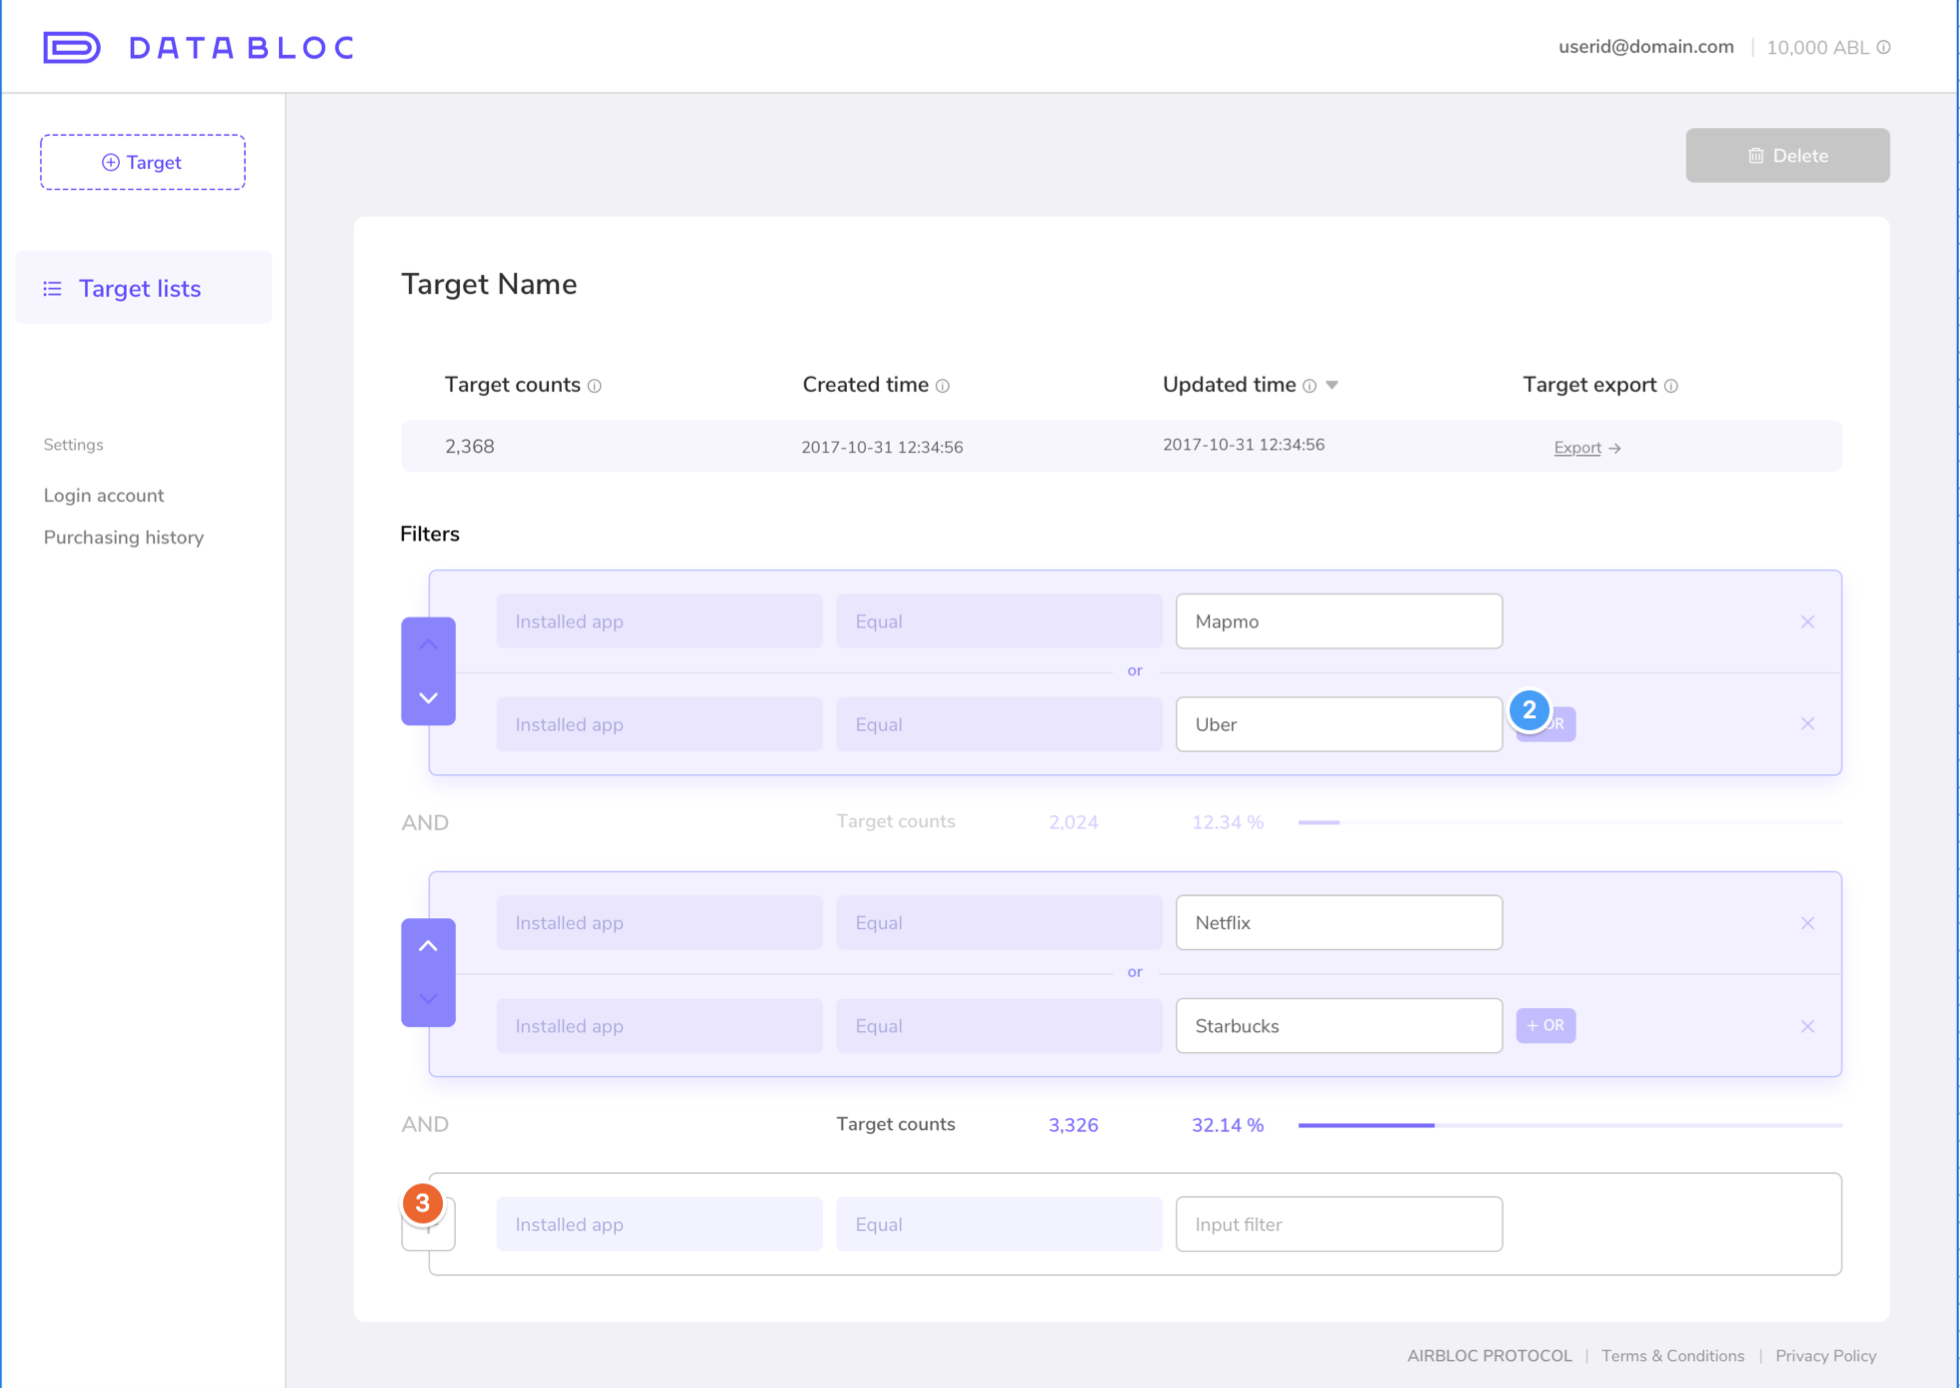 DATABLOC
userid@domain.com | 10,000 ABL
Target
Delete
Target lists
Target Name
Target counts Created time Updated time Target export
2,368 2017-10-31 12:34:56 2017-10-31 12:34:56 Export →
Settings
Login account
Purchasing history
Filters
Installed app Equal Mapmo
or
Installed app Equal Uber 2 OR
AND Target counts 2,024 12.34 %
Installed app Equal Netflix
or
Installed app Equal Starbucks + OR
AND Target counts 3,326 32.14 %
3
Installed app Equal Input filter
AIRBLOC PROTOCOL | Terms & Conditions | Privacy Policy